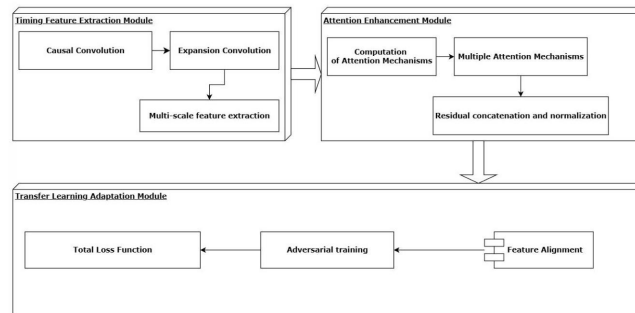 Timing Feature Extraction Module
Causal Convolution
Expansion Convolution
Multi-scale feature extraction
Attention Enhancement Module
Computation
of Attention Mechanisms
Multiple Attention Mechanisms
Residual concatenation and normalization
Transfer Learning Adaptation Module
Total Loss Function
Adversarial training
Feature Alignment